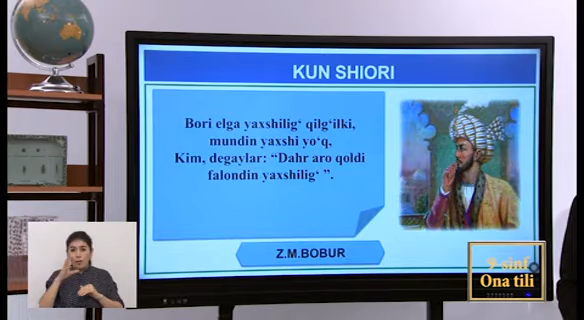 KUN SHIORI
Bori elga yaxshilig‘ qilg‘ilki,
mundin yaxshi yo‘q.
Kim, degaylar: “Dahr aro qoldi
falondin yaxshilig‘ ”.
Z.M.BOBUR
9-sinf
Ona tili